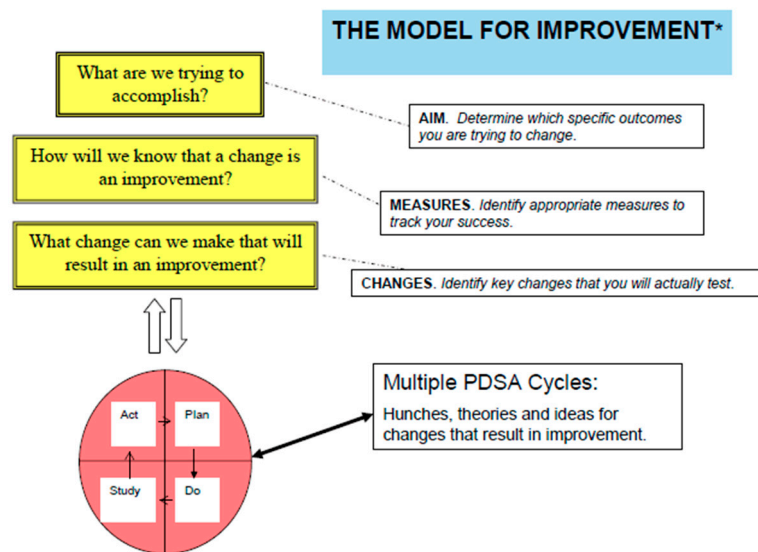 THE MODEL FOR IMPROVEMENT*
What are we trying to
accomplish?
AIM. Determine which specific outcomes
you are trying to change.
How will we know that a change is
an improvement?
MEASURES. Identify appropriate measures to
track your success.
What change can we make that will
result in an improvement?
CHANGES. Identify key changes that you will actually test.
Multiple PDSA Cycles:
Hunches, theories and ideas for
changes that result in improvement.
Act
Plan
Study
Do